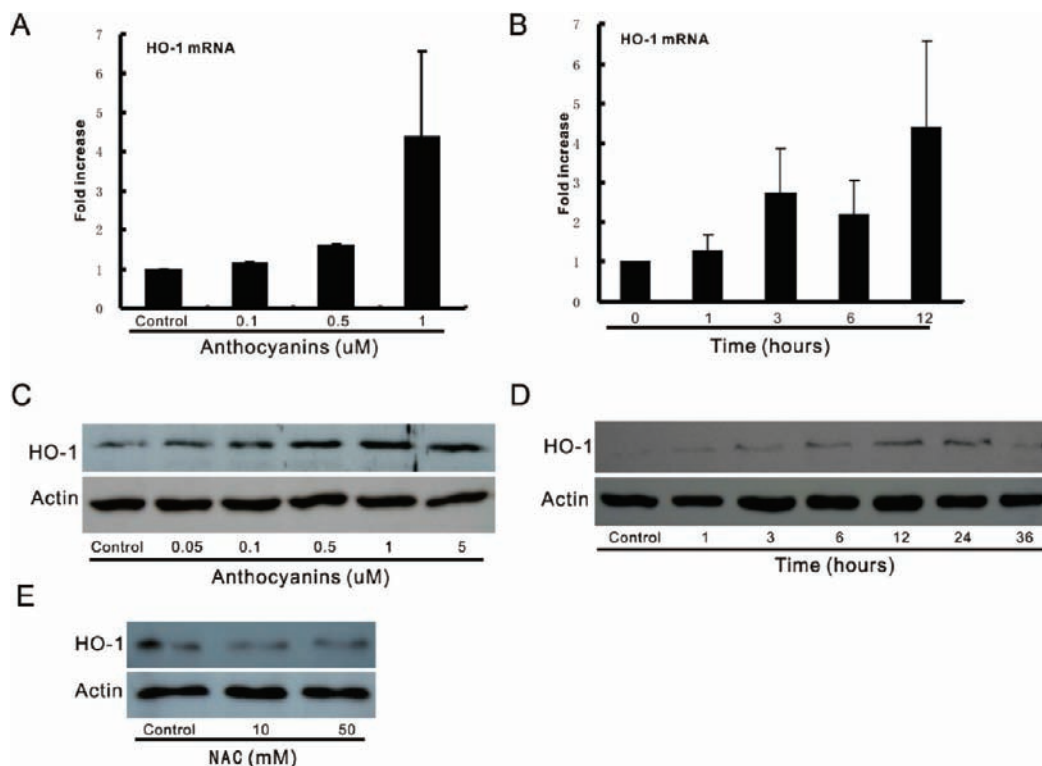 A
HO-1 mRNA
7
6
5
4
3
2
1
0
Fold increase
Control 0.1 0.5 1
Anthocyanins (uM)
B
HO-1 mRNA
7
6
5
4
3
2
1
0
Fold increase
0 1 3 6 12
Time (hours)
C
HO-1
Actin
Control 0.05 0.1 0.5 1 5
Anthocyanins (uM)
D
HO-1
Actin
Control 1 3 6 12 24 36
Time (hours)
E
HO-1
Actin
Control 10 50
NAC (mM)